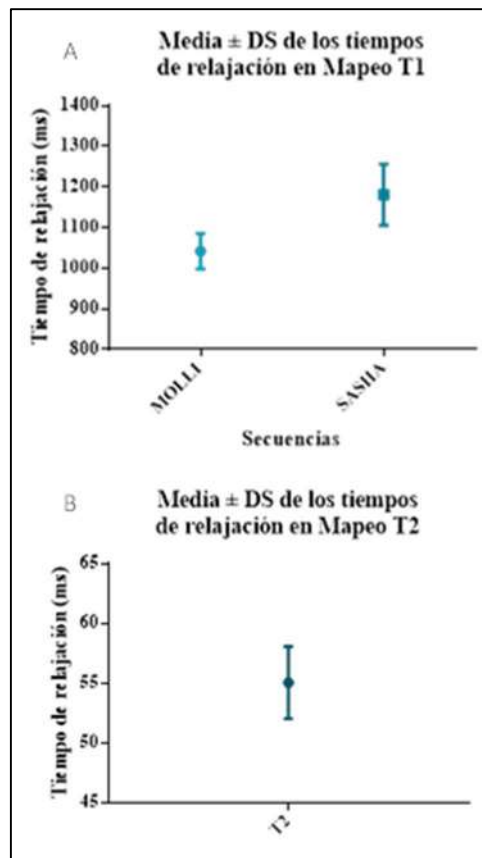 A
Media ± DS de los tiempos
de relajación en Mapeo T1
Tiempo de relajación (ms)
1400
1300
1200
1100
1000
900
800
MOLLI
SASHA
Secuencias
B
Media ± DS de los tiempos
de relajación en Mapeo T2
Tiempo de relajación (ms)
65
60
55
50
45
T2